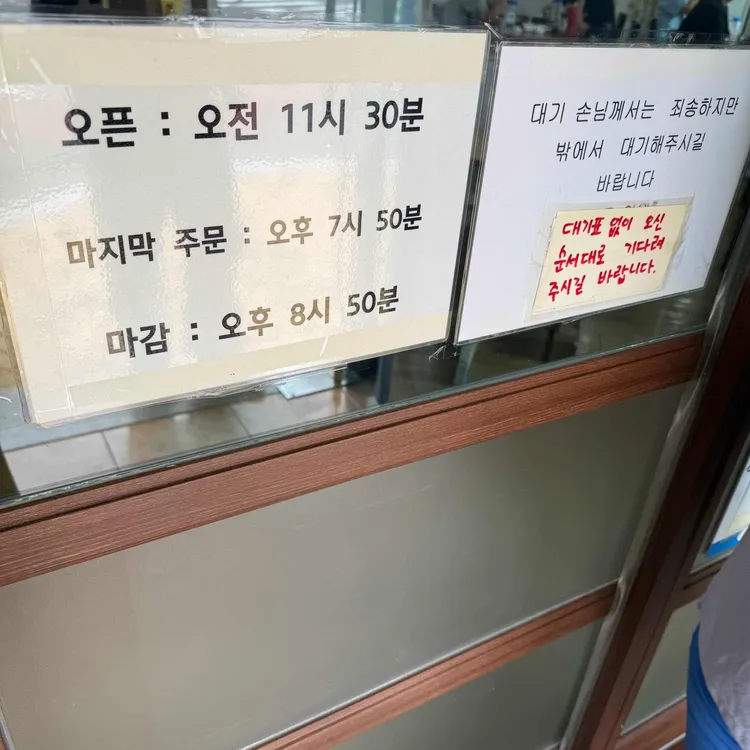 오픈 : 오전 11시 30분
마지막 주문 : 오후 7시 50분
마감 : 오후 8시 50분
대기 손님께서는 죄송하지만
밖에서 대기해주시길
바랍니다
대기표 없이 오신
순서대로 기다려
주시길 바랍니다.